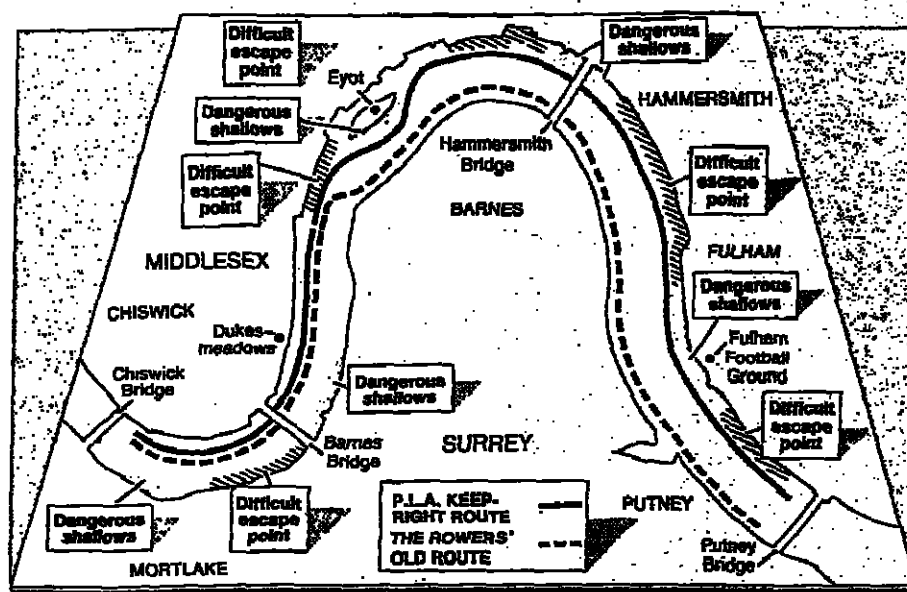 Difficult
escape
point
Eyot
Dangerous
shallows
Dangerous
shallows
HAMMERSMITH
Hammersmith
Bridge
Difficult
escape
point
BARNES
Difficult
escape
point
MIDDLESEX
FULHAM
CHISWICK
Dangerous
shallows
Dukes
meadows
Fulham
Football
Ground
Chiswick
Bridge
Dangerous
shallows
Difficult
escape
point
Barnes
Bridge
SURREY
Dangerous
shallows
Difficult
escape
point
P.L.A. KEEP-
RIGHT ROUTE
THE ROWERS'
OLD ROUTE
PUTNEY
Putney
Bridge
MORTLAKE